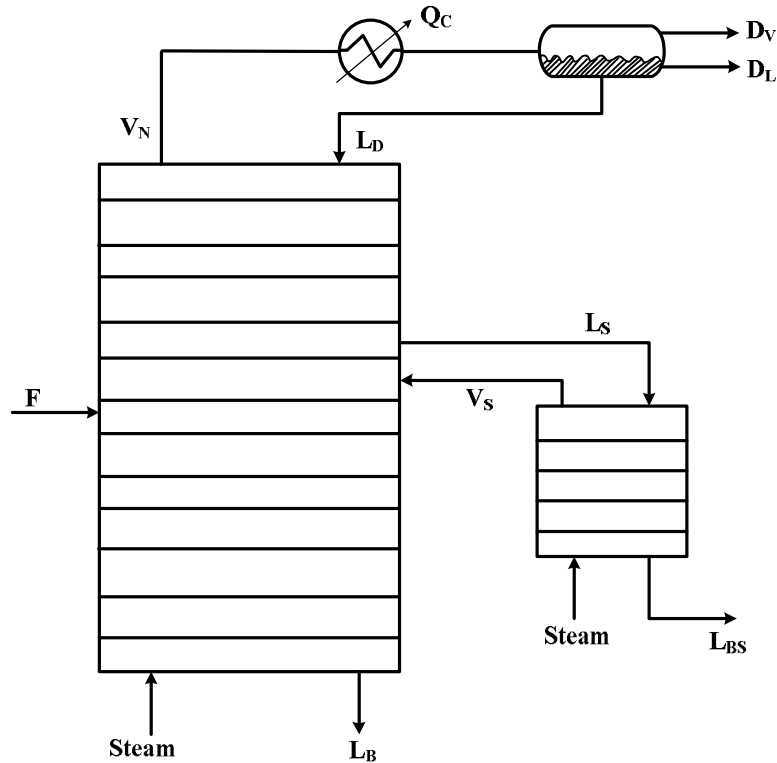 Q_C
D_V
D_L
V_N
L_D
L_S
F
V_S
Steam
L_BS
Steam
L_B